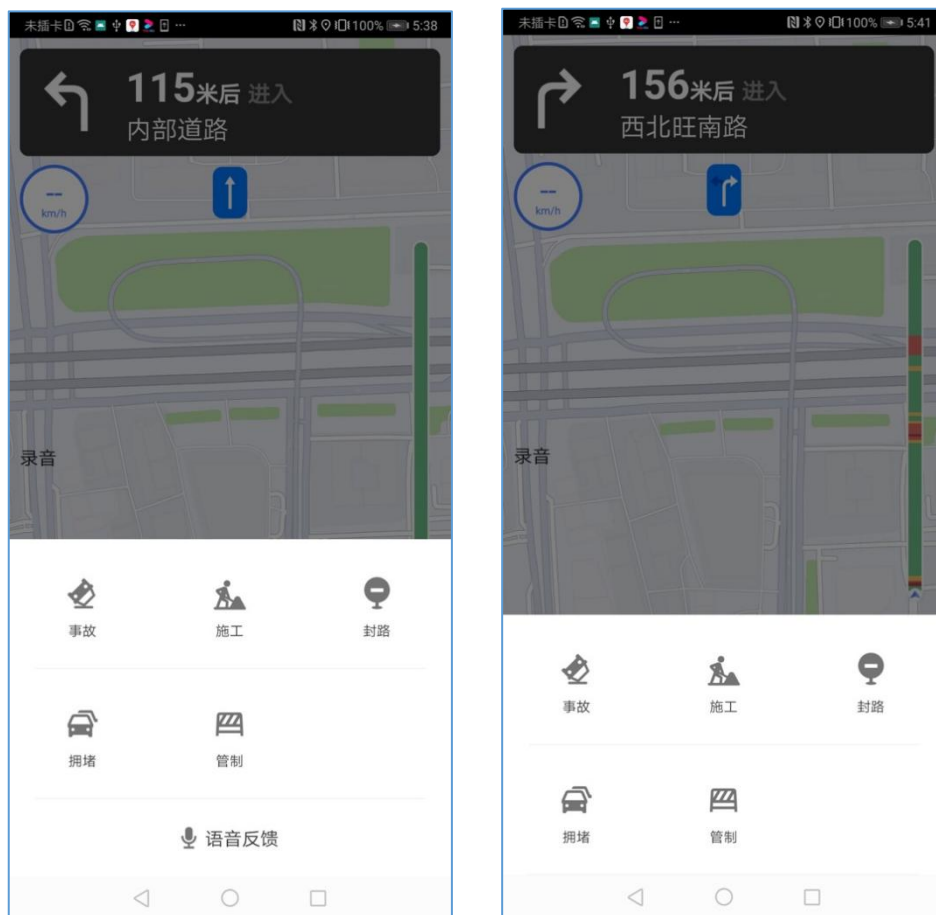 未插卡 100% 5:38
115米后 进入
内部道路
--
km/h
录音
事故 施工 封路
拥堵 管制
语音反馈
未插卡 100% 5:41
156米后 进入
西北旺南路
--
km/h
录音
事故 施工 封路
拥堵 管制